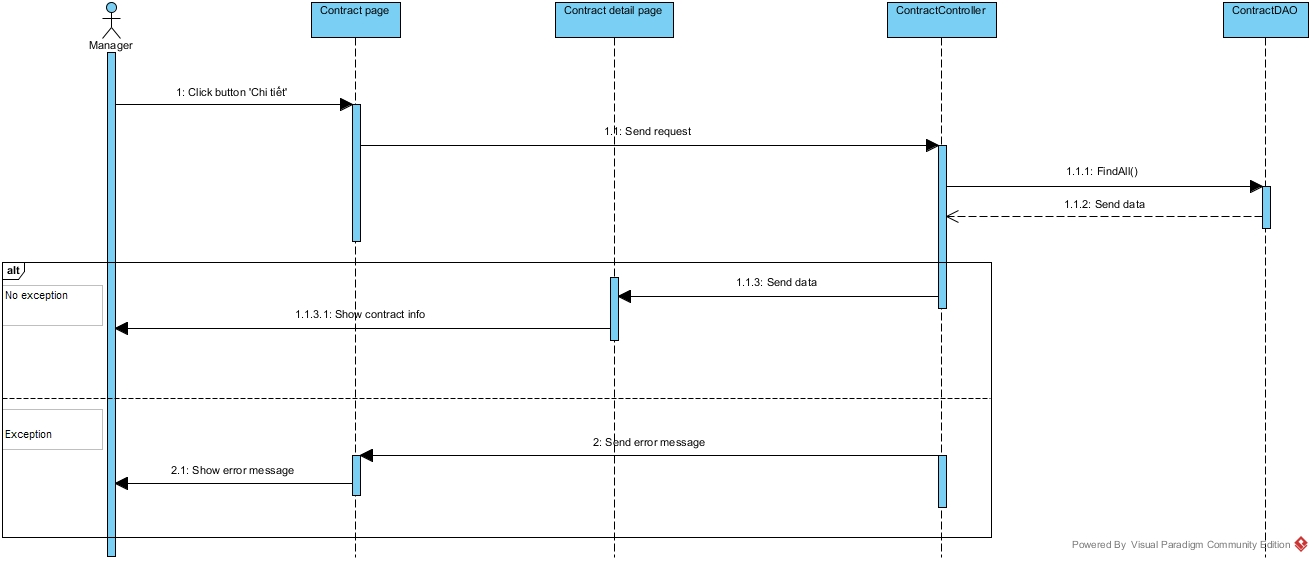 Contract page
Contract detail page
ContractController
ContractDAO
Manager
1: Click button 'Chi tiết'
1.1: Send request
1.1.1: FindAll()
1.1.2: Send data
alt
No exception
1.1.3: Send data
1.1.3.1: Show contract info
Exception
2: Send error message
2.1: Show error message
Powered By Visual Paradigm Community Edition